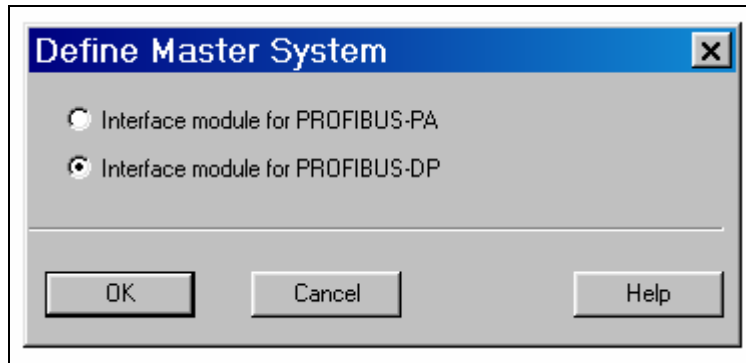 Define Master System
Interface module for PROFIBUS-PA
Interface module for PROFIBUS-DP
OK Cancel Help